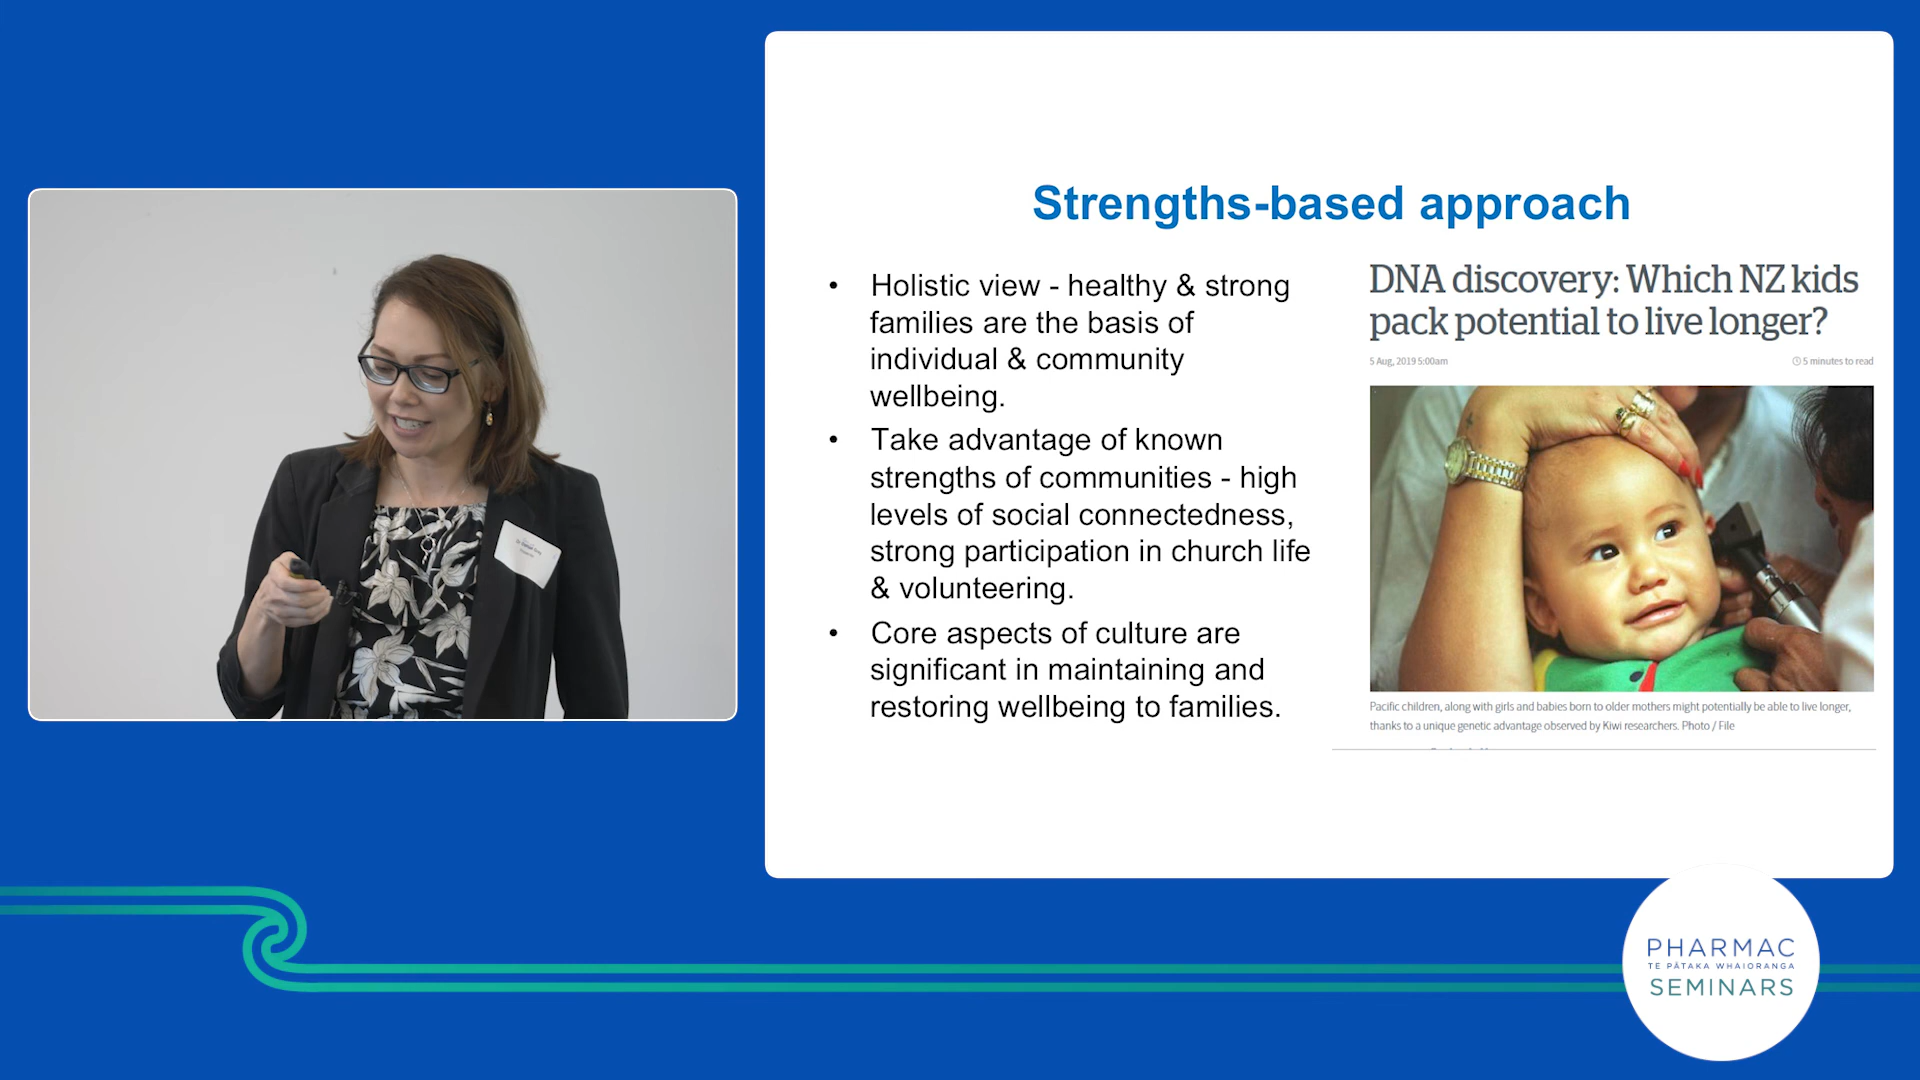 Strengths-based approach
• Holistic view - healthy & strong
families are the basis of
individual & community
wellbeing.
• Take advantage of known
strengths of communities - high
levels of social connectedness,
strong participation in church life
& volunteering.
• Core aspects of culture are
significant in maintaining and
restoring wellbeing to families.
DNA discovery: Which NZ kids
pack potential to live longer?
5 Aug, 2019 5:00am
5 minutes to read
Pacific children, along with girls and babies born to older mothers might potentially be able to live longer,
thanks to a unique genetic advantage observed by Kiwi researchers. Photo / File
PHARMAC
TE PĀTAKA WHAIORANGA
SEMINARS